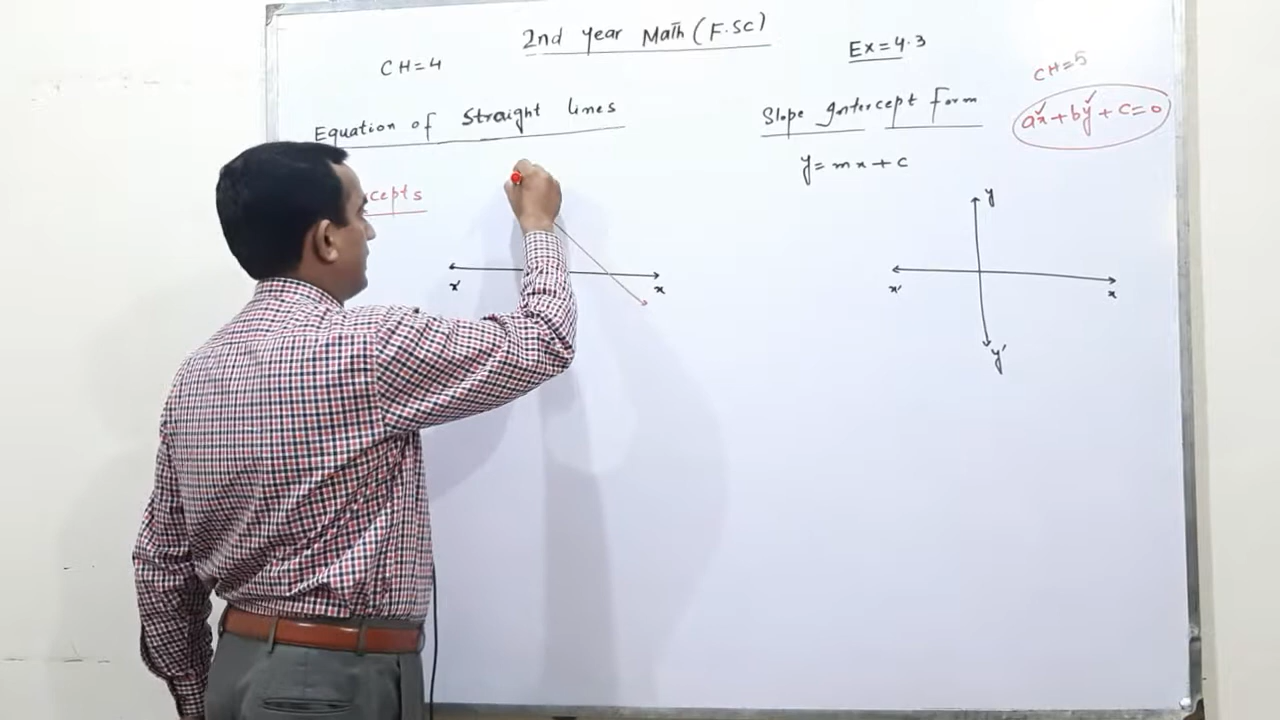 2nd year Math (F.Sc)
CH=4
Ex=4.3
CH=5
Equation of Straight lines
Slope Intercept Form
ax+by+c=0
y=mx+c
x'
x
y
x'
x
y'